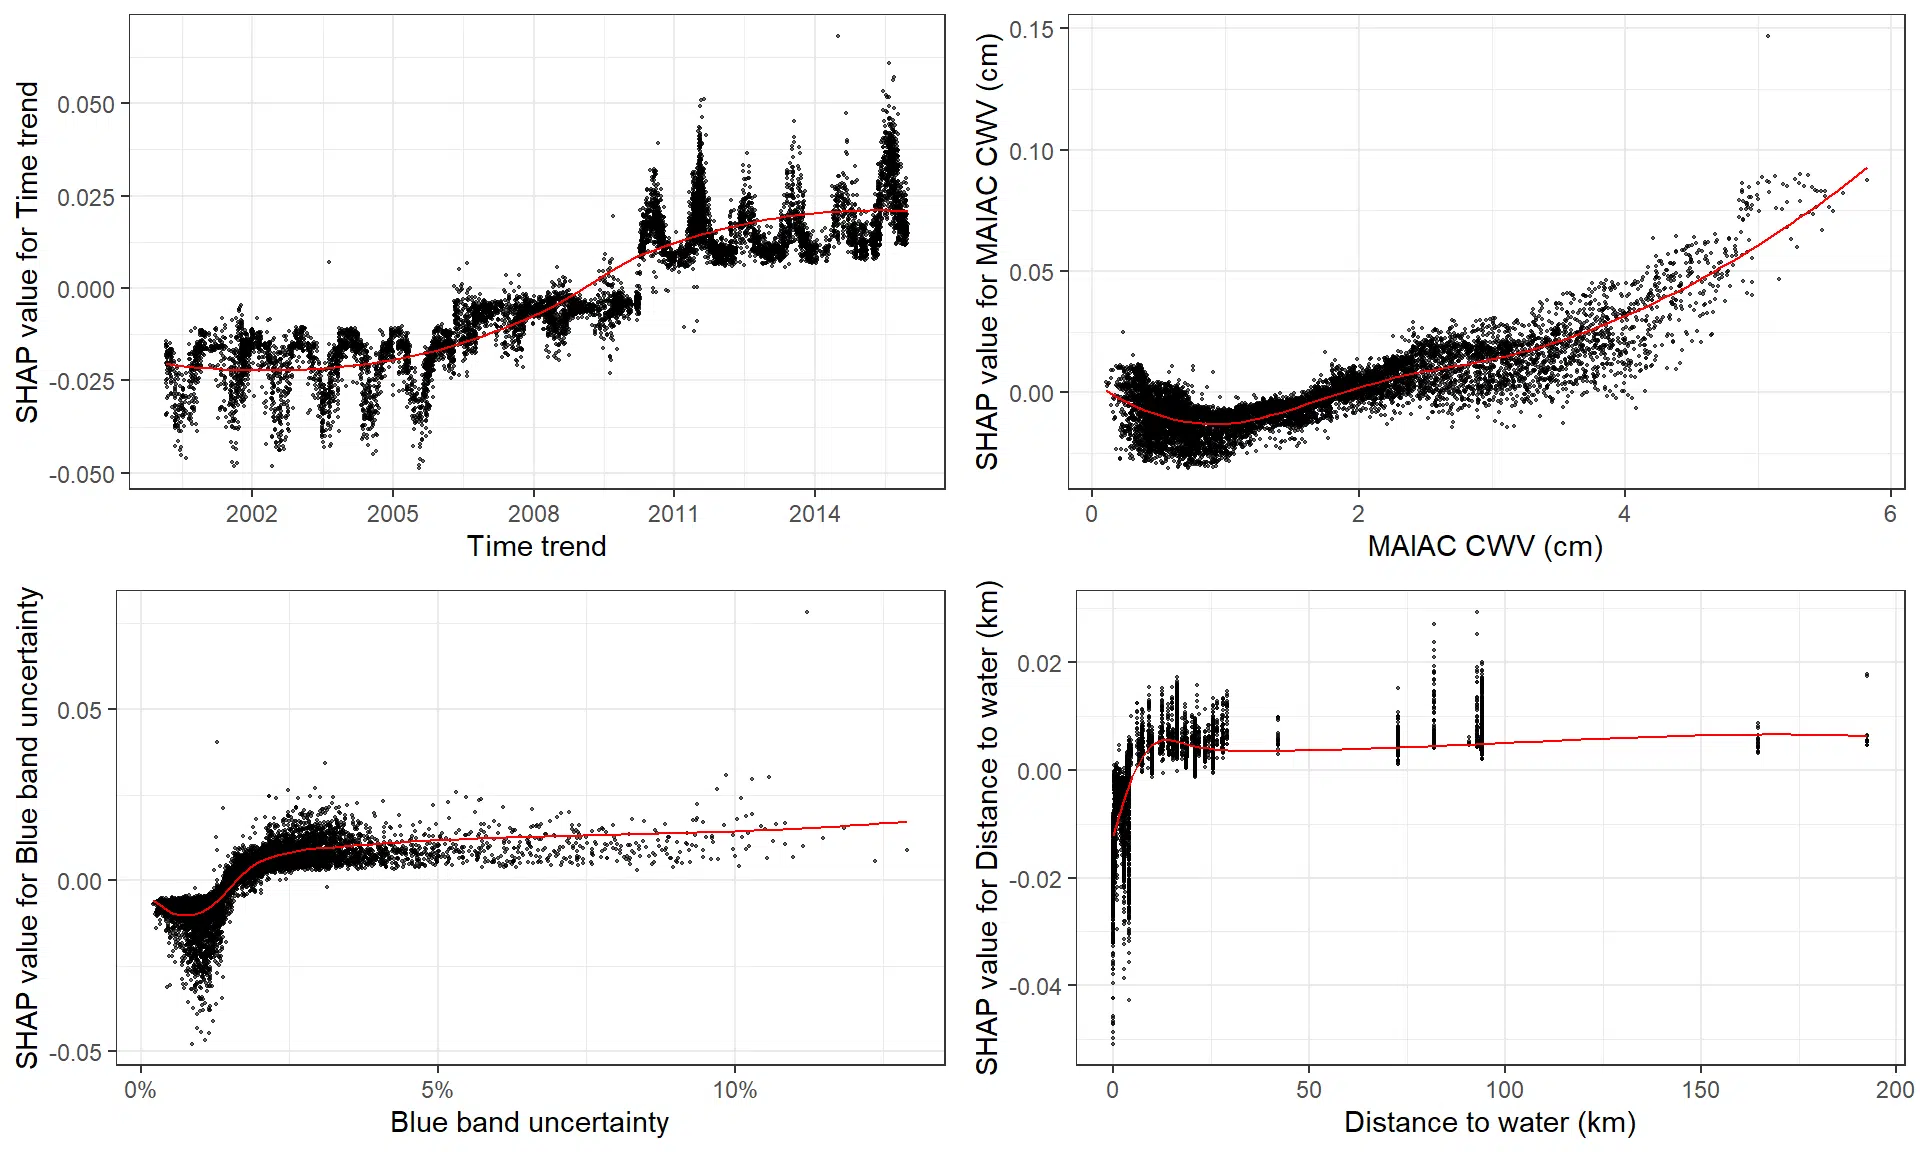 SHAP value for Time trend
0.050
0.025
0.000
-0.025
-0.050
2002 2005 2008 2011 2014
Time trend
SHAP value for MAIAC CWV (cm)
0.15
0.10
0.05
0.00
0 2 4 6
MAIAC CWV (cm)
SHAP value for Blue band uncertainty
0.05
0.00
-0.05
0% 5% 10%
Blue band uncertainty
SHAP value for Distance to water (km)
0.02
0.00
-0.02
-0.04
0 50 100 150 200
Distance to water (km)